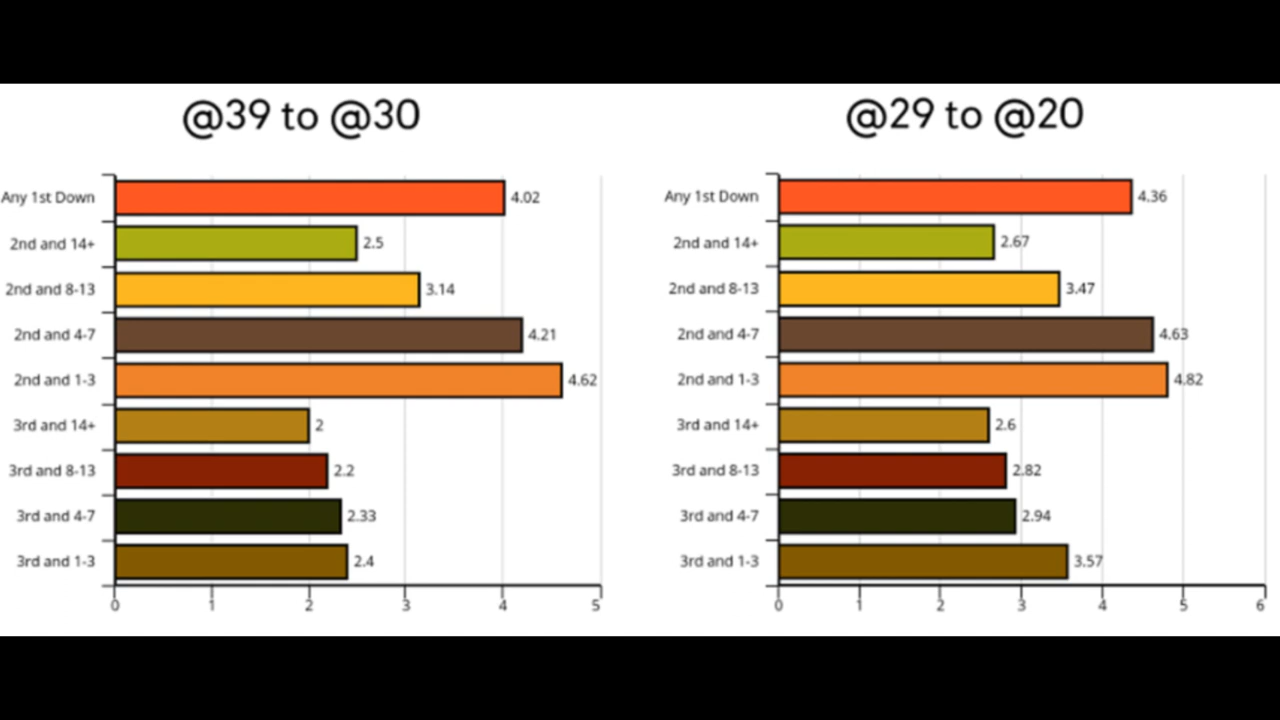 @39 to @30
Any 1st Down 4.02
2nd and 14+ 2.5
2nd and 8-13 3.14
2nd and 4-7 4.21
2nd and 1-3 4.62
3rd and 14+ 2
3rd and 8-13 2.2
3rd and 4-7 2.33
3rd and 1-3 2.4
0 1 2 3 4 5
@29 to @20
Any 1st Down 4.36
2nd and 14+ 2.67
2nd and 8-13 3.47
2nd and 4-7 4.63
2nd and 1-3 4.82
3rd and 14+ 2.6
3rd and 8-13 2.82
3rd and 4-7 2.94
3rd and 1-3 3.57
0 1 2 3 4 5 6